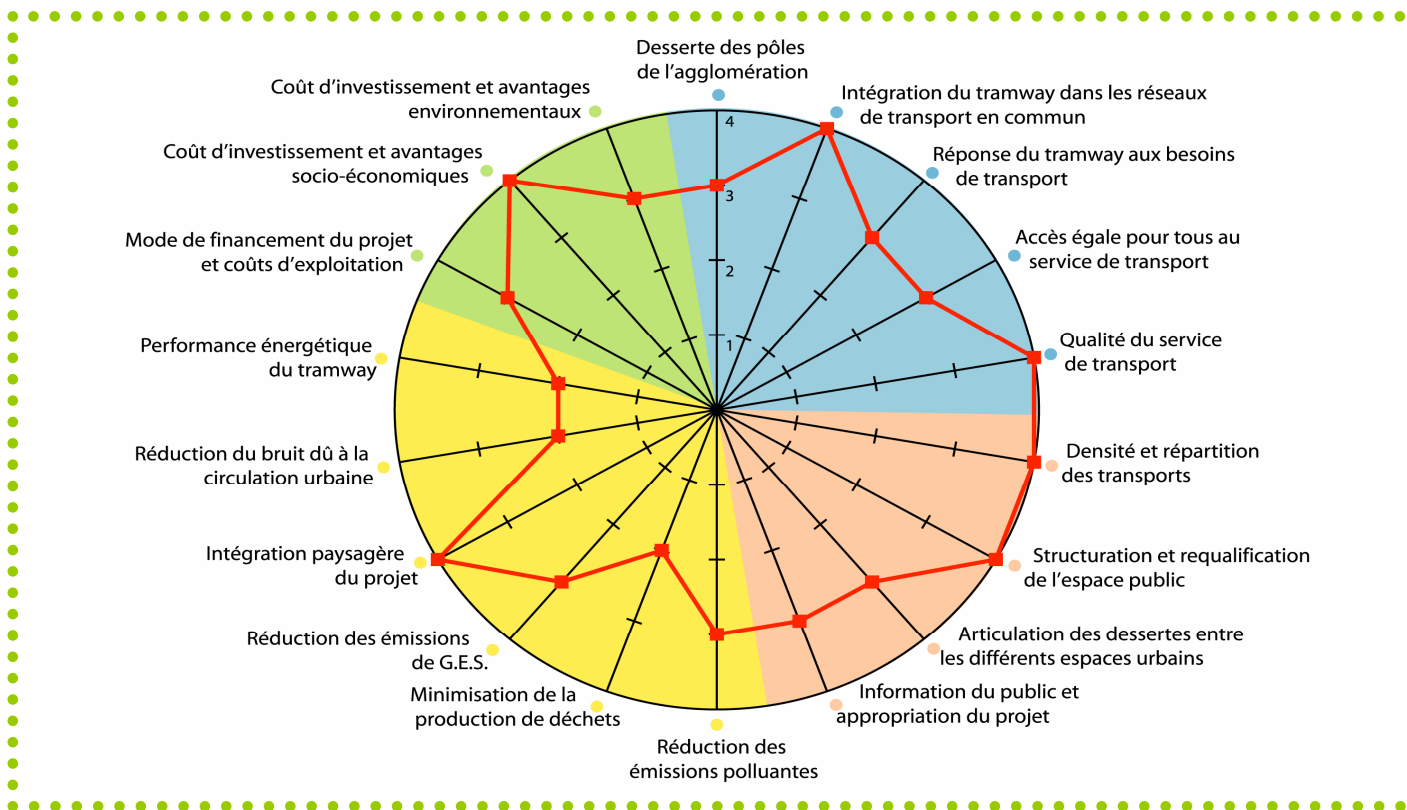 Desserte des pôles
de l'agglomération
Intégration du tramway dans les réseaux
de transport en commun
Réponse du tramway aux besoins
de transport
Accès égale pour tous au
service de transport
Qualité du service
de transport
Densité et répartition
des transports
Structuration et requalification
de l'espace public
Articulation des dessertes entre
les différents espaces urbains
Information du public et
appropriation du projet
Réduction des
émissions polluantes
Minimisation de la
production de déchets
Réduction des émissions
de G.E.S.
Intégration paysagère
du projet
Réduction du bruit dû à la
circulation urbaine
Performance énergétique
du tramway
Mode de financement du projet
et coûts d'exploitation
Coût d'investissement et avantages
socio-économiques
Coût d'investissement et avantages
environnementaux
4
3
2
1